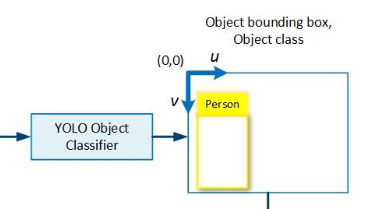 Object bounding box,
Object class
(0,0)
u
v
Person
YOLO Object
Classifier